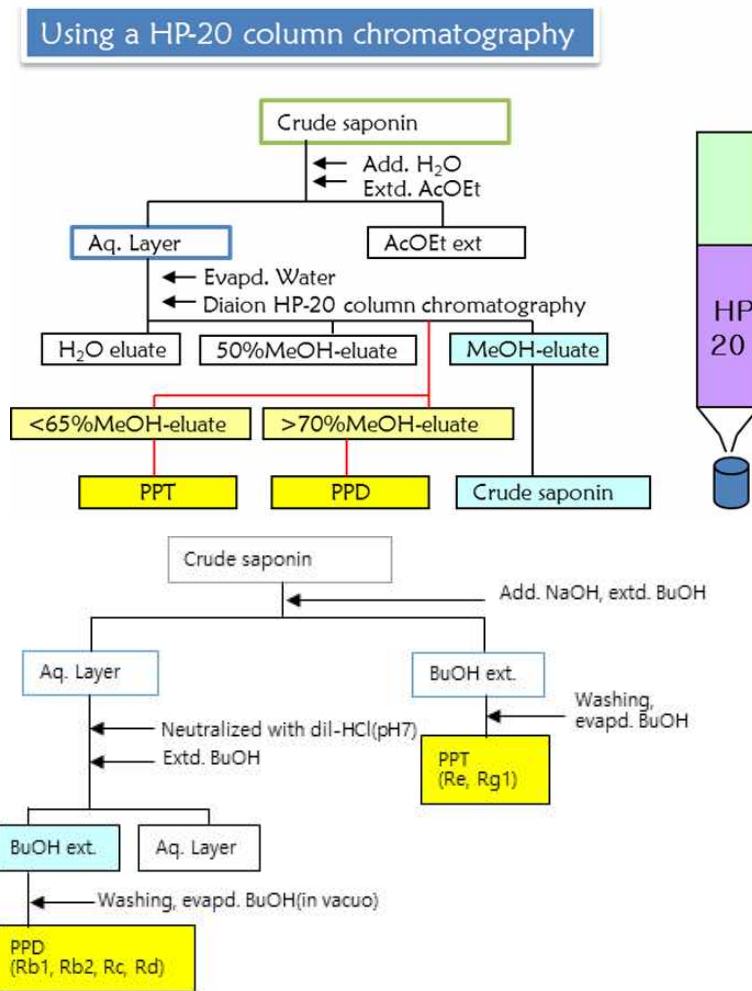 Using a HP-20 column chromatography
Crude saponin
Add. H₂O
Extd. AcOEt
Aq. Layer
AcOEt ext
Evapd. Water
Diaion HP-20 column chromatography
H₂O eluate
50%MeOH-eluate
MeOH-eluate
<65%MeOH-eluate
>70%MeOH-eluate
PPT
PPD
Crude saponin
HP
20
Crude saponin
Add. NaOH, extd. BuOH
Aq. Layer
BuOH ext.
Neutralized with dil-HCl(pH7)
Extd. BuOH
Washing,
evapd. BuOH
PPT
(Re, Rg1)
BuOH ext.
Aq. Layer
Washing, evapd. BuOH(in vacuo)
PPD
(Rb1, Rb2, Rc, Rd)